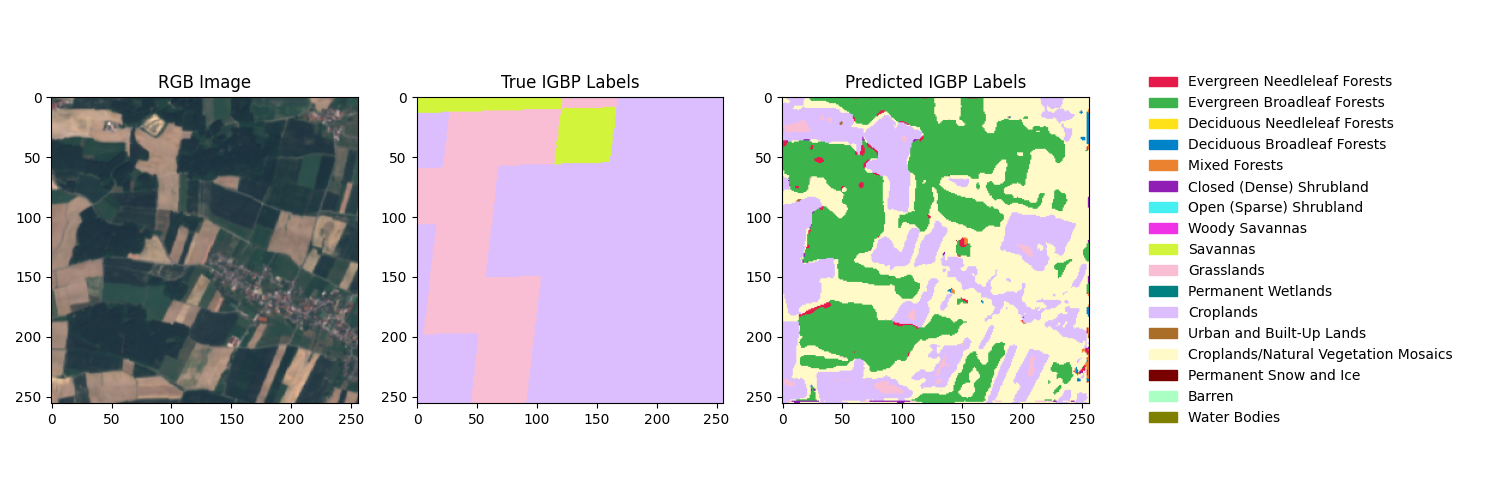 RGB Image
True IGBP Labels
Predicted IGBP Labels
0
50
100
150
200
250
0
50
100
150
200
250
0
50
100
150
200
250
0
50
100
150
200
250
0
50
100
150
200
250
0
50
100
150
200
250
Evergreen Needleleaf Forests
Evergreen Broadleaf Forests
Deciduous Needleleaf Forests
Deciduous Broadleaf Forests
Mixed Forests
Closed (Dense) Shrubland
Open (Sparse) Shrubland
Woody Savannas
Savannas
Grasslands
Permanent Wetlands
Croplands
Urban and Built-Up Lands
Croplands/Natural Vegetation Mosaics
Permanent Snow and Ice
Barren
Water Bodies